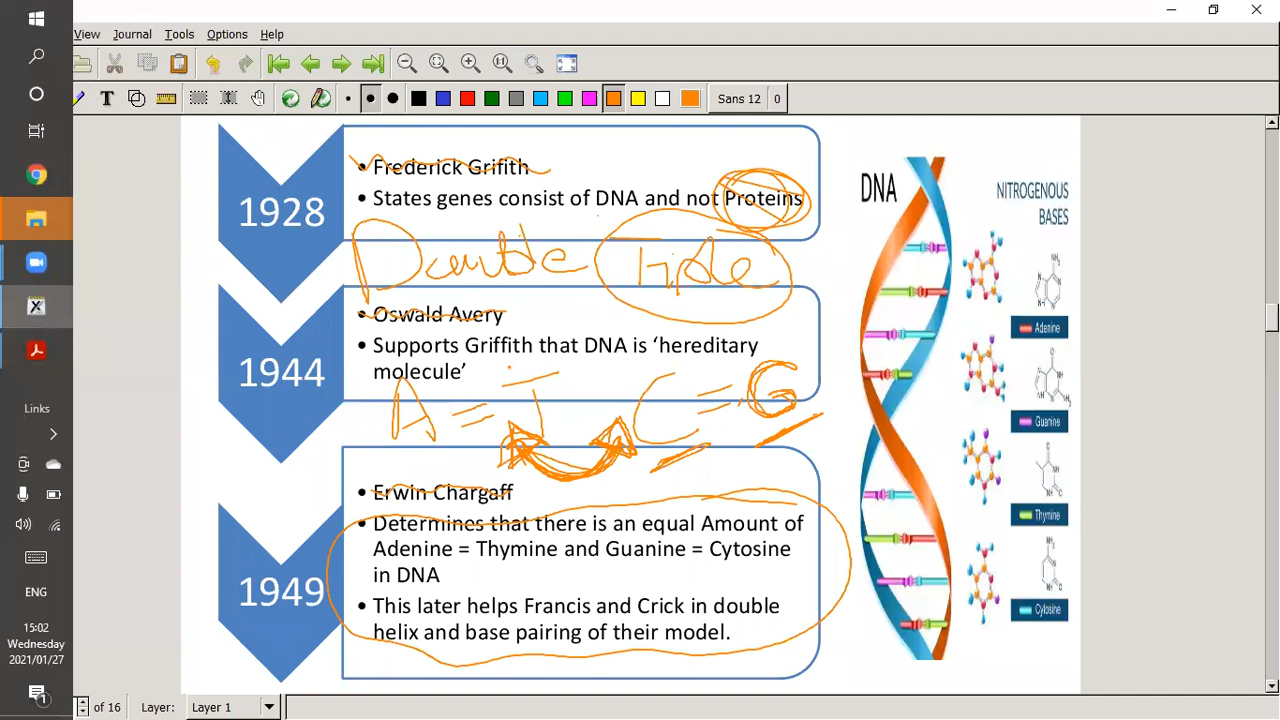 View Journal Tools Options Help
Sans 12 0
1928
• Frederick Grifith
• States genes consist of DNA and not Proteins
Double
1944
• Oswald Avery
• Supports Griffith that DNA is ‘hereditary
molecule’
A = T C = G
1949
• Erwin Chargaff
• Determines that there is an equal Amount of
Adenine = Thymine and Guanine = Cytosine
in DNA
• This later helps Francis and Crick in double
helix and base pairing of their model.
DNA
NITROGENOUS
BASES
Adenine
Guanine
Thymine
Cytosine
Links
ENG
15:02
Wednesday
2021/01/27
of 16 Layer: Layer 1